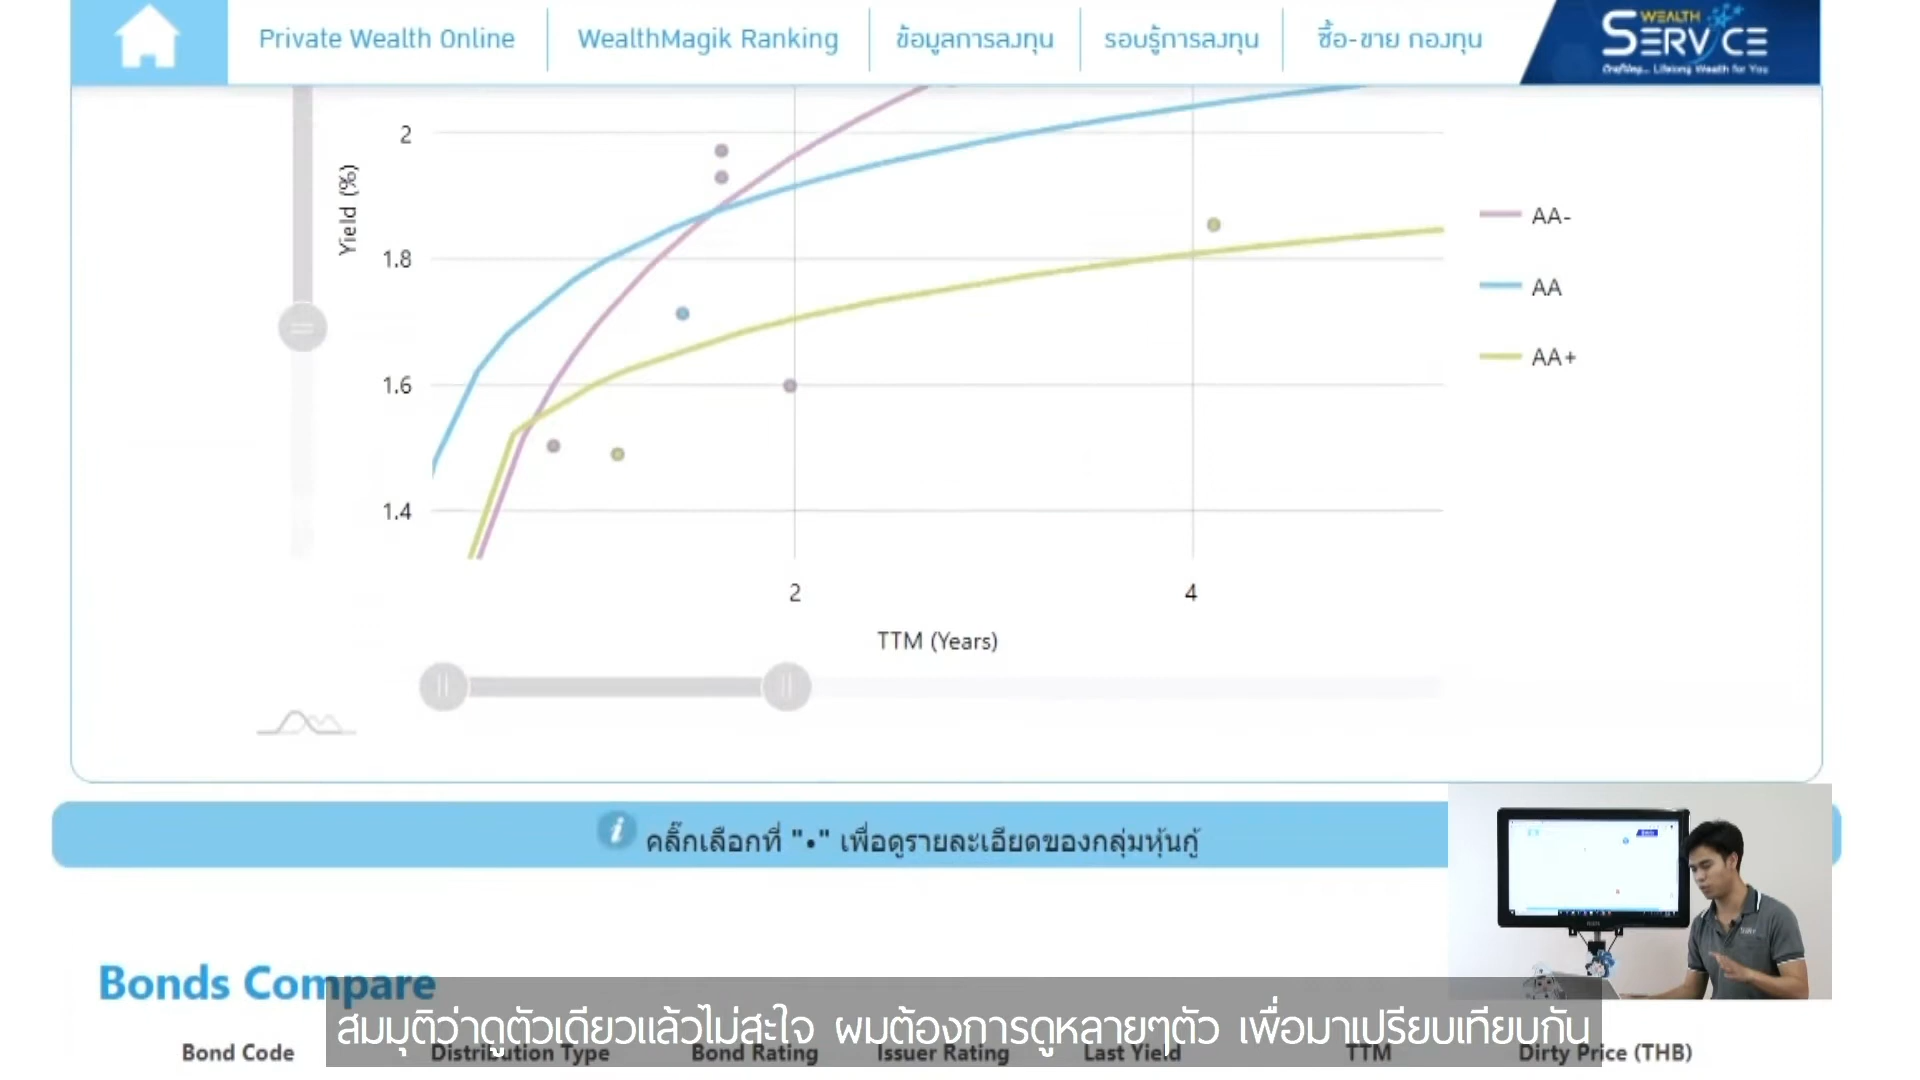 Private Wealth Online
WealthMagik Ranking
ข้อมูลการลงทุน
รอบรู้การลงทุน
ซื้อ-ขาย กองทุน
WEALTH
SERVICE
Crafting... Lifelong Wealth for You
Yield (%)
2
1.8
1.6
1.4
2
4
TTM (Years)
AA-
AA
AA+
คลิ๊กเลือกที่ "•" เพื่อดูรายละเอียดของกลุ่มหุ้นกู้
Bonds Compare
สมมุติว่าดูตัวเดียวแล้วไม่สะใจ ผมต้องการดูหลายๆตัว เพื่อมาเปรียบเทียบกัน
Bond Code
Distribution Type
Bond Rating
Issuer Rating
Last Yield
TTM
Dirty Price (THB)